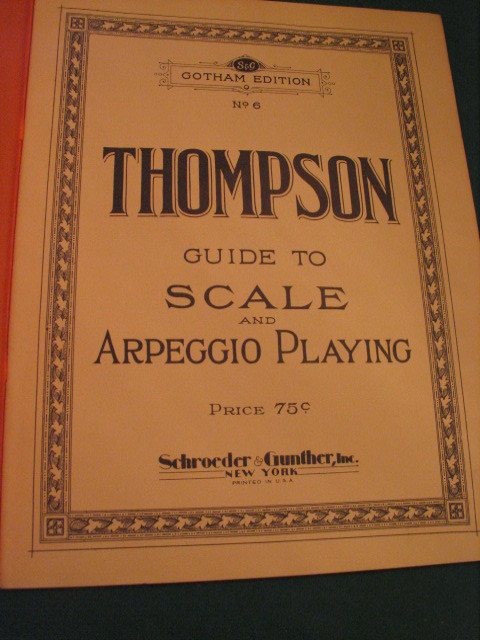 S&G
GOTHAM EDITION
No 6
THOMPSON
GUIDE TO
SCALE
AND
ARPEGGIO PLAYING
PRICE 75¢
Schroeder & Gunther, Inc.
NEW YORK
PRINTED IN U.S.A.